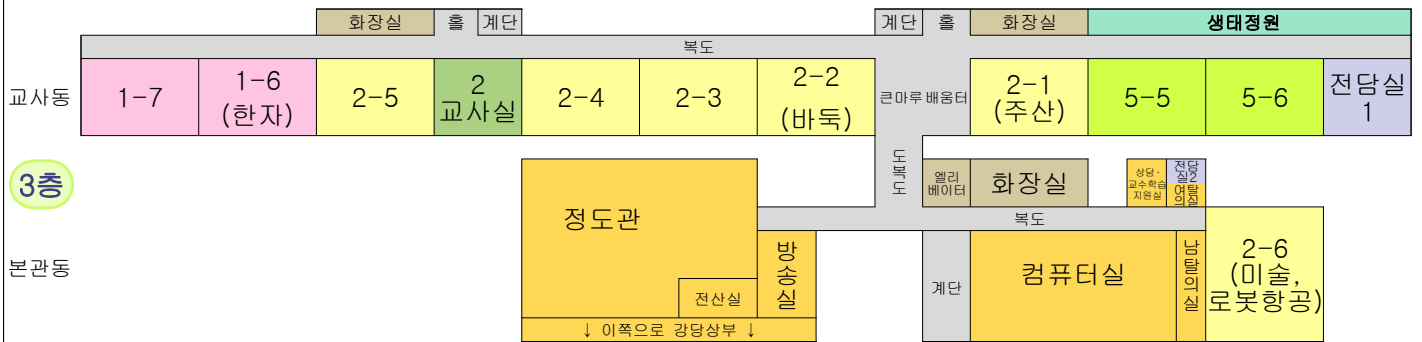 화장실
홀
계단
계단
홀
화장실
생태정원
복도
교사동
1-7
1-6
(한자)
2-5
2
교사실
2-4
2-3
2-2
(바둑)
큰마루배움터
2-1
(주산)
5-5
5-6
전담실
1
3층
정도관
도
복
도
엘리
베이터
화장실
상담·
교수학습
지원실
전담
실2
여탈
의실
복도
본관동
전산실
방
송
실
계단
컴퓨터실
남
탈
의
실
2-6
(미술,
로봇항공)
↓ 이쪽으로 강당상부 ↓